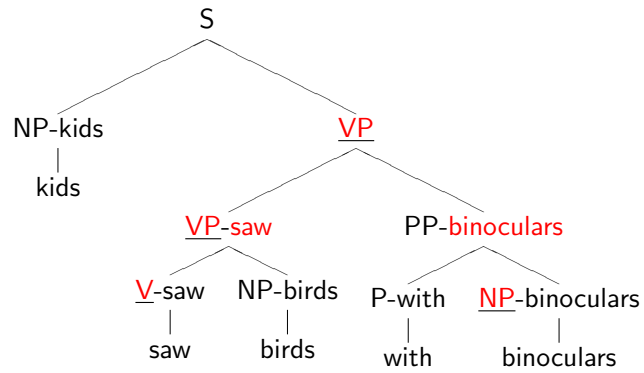 S
NP-kids VP
kids
VP-saw PP-binoculars
V-saw NP-birds P-with NP-binoculars
saw birds with binoculars